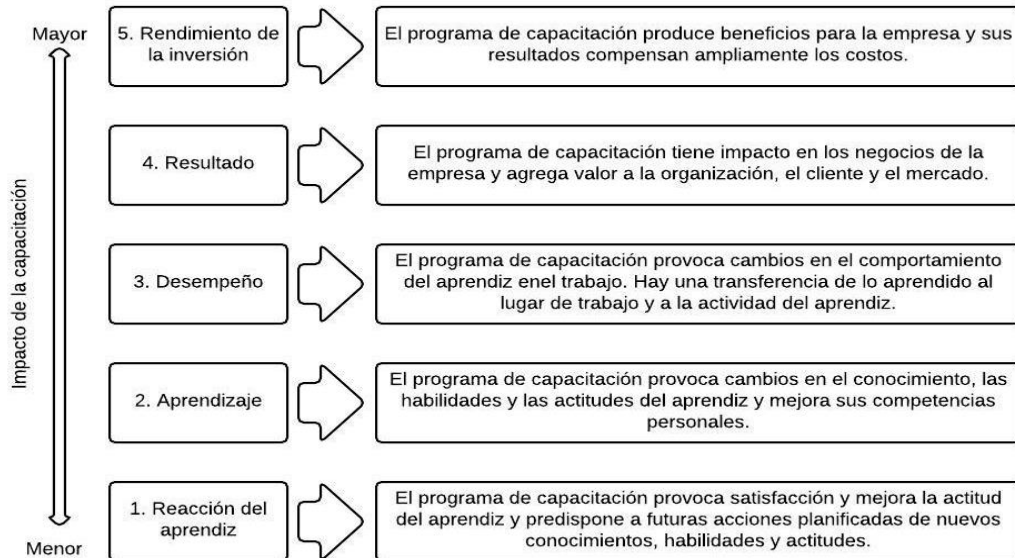 Mayor
5. Rendimiento de
la inversión
El programa de capacitación produce beneficios para la empresa y sus
resultados compensan ampliamente los costos.
4. Resultado
El programa de capacitación tiene impacto en los negocios de la
empresa y agrega valor a la organización, el cliente y el mercado.
Impacto de la capacitación
3. Desempeño
El programa de capacitación provoca cambios en el comportamiento
del aprendiz enel trabajo. Hay una transferencia de lo aprendido al
lugar de trabajo y a la actividad del aprendiz.
2. Aprendizaje
El programa de capacitación provoca cambios en el conocimiento, las
habilidades y las actitudes del aprendiz y mejora sus competencias
personales.
1. Reacción del
aprendiz
El programa de capacitación provoca satisfacción y mejora la actitud
del aprendiz y predispone a futuras acciones planificadas de nuevos
conocimientos, habilidades y actitudes.
Menor